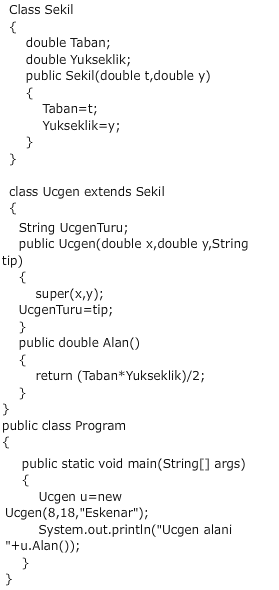 Class Sekil
{
double Taban;
double Yukseklik;
public Sekil(double t,double y)
{
Taban=t;
Yukseklik=y;
}
}
class Ucgen extends Sekil
{
String UcgenTuru;
public Ucgen(double x,double y,String
tip)
{
super(x,y);
UcgenTuru=tip;
}
public double Alan()
{
return (Taban*Yukseklik)/2;
}
}
public class Program
{
public static void main(String[] args)
{
Ucgen u=new
Ucgen(8,18,"Eskenar");
System.out.println("Ucgen alani
"+u.Alan());
}
}